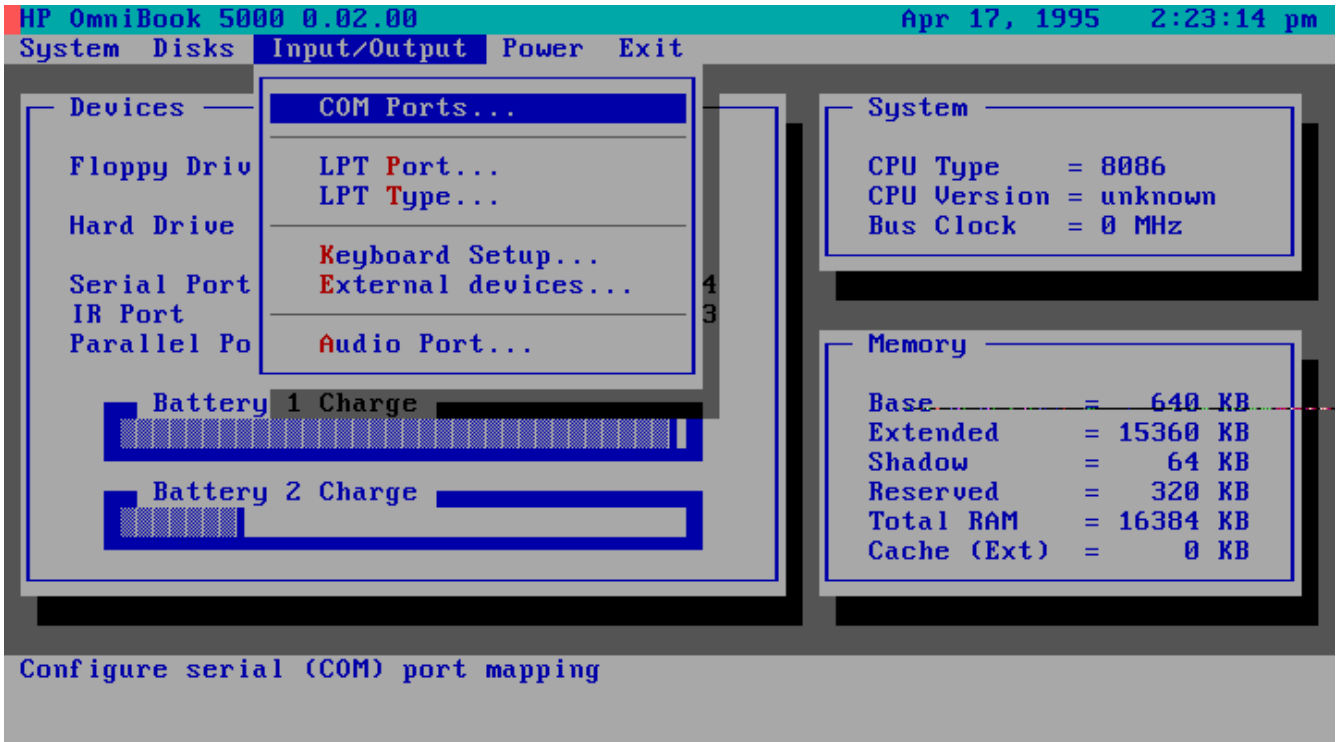 HP OmniBook 5000 0.02.00 Apr 17, 1995 2:23:14 pm
System Disks Input/Output Power Exit
Devices
Floppy Driv
Hard Drive
Serial Port 4
IR Port 3
Parallel Po
COM Ports...
LPT Port...
LPT Type...
Keyboard Setup...
External devices...
Audio Port...
Battery 1 Charge
Battery 2 Charge
System
CPU Type = 8086
CPU Version = unknown
Bus Clock = 0 MHz
Memory
Base = 640 KB
Extended = 15360 KB
Shadow = 64 KB
Reserved = 320 KB
Total RAM = 16384 KB
Cache (Ext) = 0 KB
Configure serial (COM) port mapping